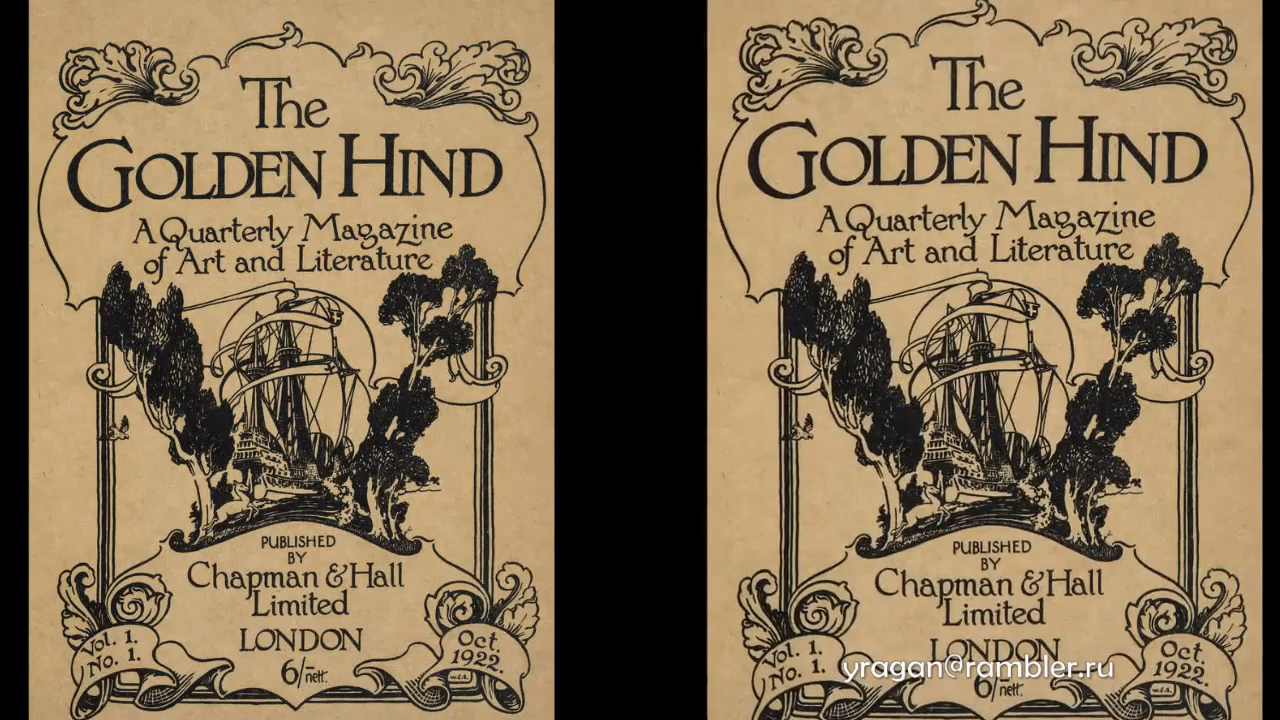 The
GOLDEN HIND
A Quarterly Magazine
of Art and Literature
PUBLISHED
BY
Chapman & Hall
Limited
LONDON
6/- nett.
Vol. 1.
No. 1.
Oct.
1922.
The
GOLDEN HIND
A Quarterly Magazine
of Art and Literature
PUBLISHED
BY
Chapman & Hall
Limited
LONDON
6/- nett.
Vol. 1.
No. 1.
Oct.
1922.
yragan@rambler.ru